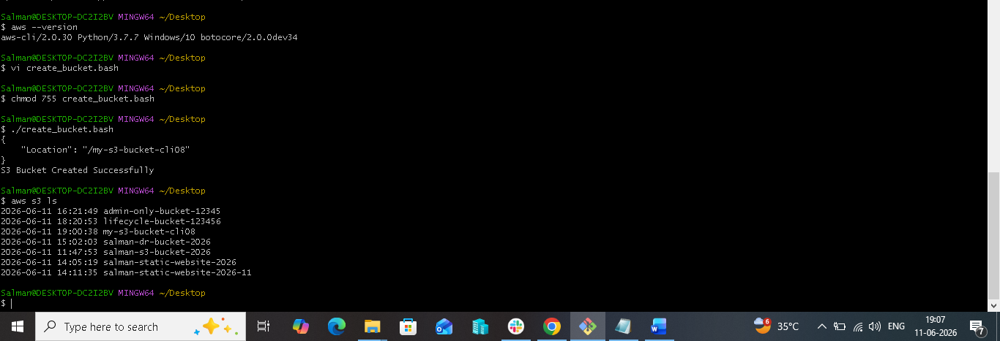 Salman@DESKTOP-DC2I2BV MINGW64 ~/Desktop
$ aws --version
aws-cli/2.0.30 Python/3.7.7 Windows/10 botocore/2.0.0dev34
Salman@DESKTOP-DC2I2BV MINGW64 ~/Desktop
$ vi create_bucket.bash
Salman@DESKTOP-DC2I2BV MINGW64 ~/Desktop
$ chmod 755 create_bucket.bash
Salman@DESKTOP-DC2I2BV MINGW64 ~/Desktop
$ ./create_bucket.bash
{
    "Location": "/my-s3-bucket-cli08"
}
S3 Bucket Created Successfully
Salman@DESKTOP-DC2I2BV MINGW64 ~/Desktop
$ aws s3 ls
2026-06-11 16:21:49 admin-only-bucket-12345
2026-06-11 18:20:53 lifecycle-bucket-123456
2026-06-11 19:00:38 my-s3-bucket-cli08
2026-06-11 15:02:03 salman-dr-bucket-2026
2026-06-11 11:47:53 salman-s3-bucket-2026
2026-06-11 14:05:19 salman-static-website-2026
2026-06-11 14:11:35 salman-static-website-2026-11
Salman@DESKTOP-DC2I2BV MINGW64 ~/Desktop
$
Type here to search
6
35°C
ENG
19:07
11-06-2026
7